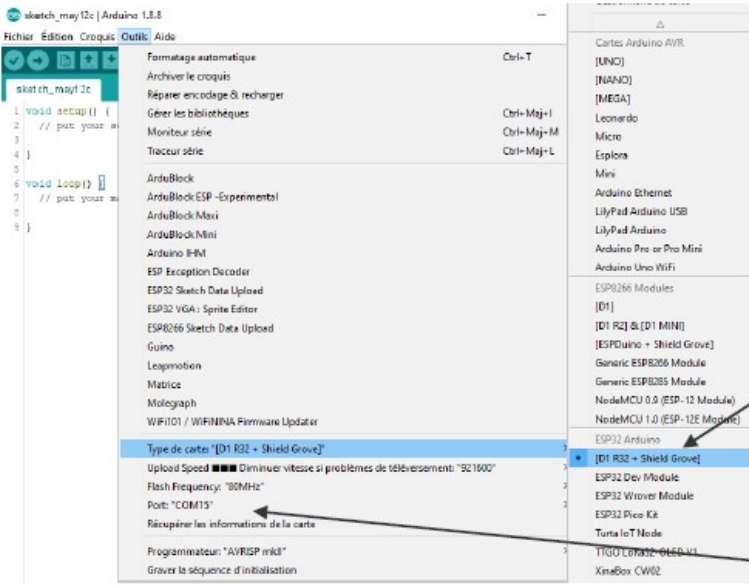 sketch_may12c | Arduino 1.8.8
Fichier Édition Croquis Outils Aide
sketch_may12c
1 void setup() {
2 // put your
3
4 }
5
6 void loop() {
7 // put your
8
9 }
Formatage automatique Ctrl+T
Archiver le croquis
Réparer encodage & recharger
Gérer les bibliothèques Ctrl+Maj+I
Moniteur série Ctrl+Maj+M
Traceur série Ctrl+Maj+L
ArduBlock
ArduBlock ESP -Experimental
ArduBlock Maxi
ArduBlock Mini
Arduino IHM
ESP Exception Decoder
ESP32 Sketch Data Upload
ESP32 VGA : Sprite Editor
ESP8266 Sketch Data Upload
Guino
Leapmotion
Matrice
Molegraph
WiFi101 / WiFiNINA Firmware Updater
Type de carte: "[D1 R32 + Shield Grove]"
Upload Speed ■■■ Diminuer vitesse si problèmes de téléversement: "921600"
Flash Frequency: "80MHz"
Port: "COM15"
Récupérer les informations de la carte
Programmateur: "AVRISP mkII"
Graver la séquence d'initialisation
Cartes Arduino AVR
[UNO]
[NANO]
[MEGA]
Leonardo
Micro
Esplora
Mini
Arduino Ethernet
LilyPad Arduino USB
LilyPad Arduino
Arduino Pro or Pro Mini
Arduino Uno WiFi
ESP8266 Modules
[D1]
[D1 R2] & [D1 MINI]
[ESPDuino + Shield Grove]
Generic ESP8266 Module
Generic ESP8285 Module
NodeMCU 0.9 (ESP-12 Module)
NodeMCU 1.0 (ESP-12E Module)
ESP32 Arduino
[D1 R32 + Shield Grove]
ESP32 Dev Module
ESP32 Wrover Module
ESP32 Pico Kit
Turta IoT Node
TTGO LoRa32-OLED V1
XinaBox CW02